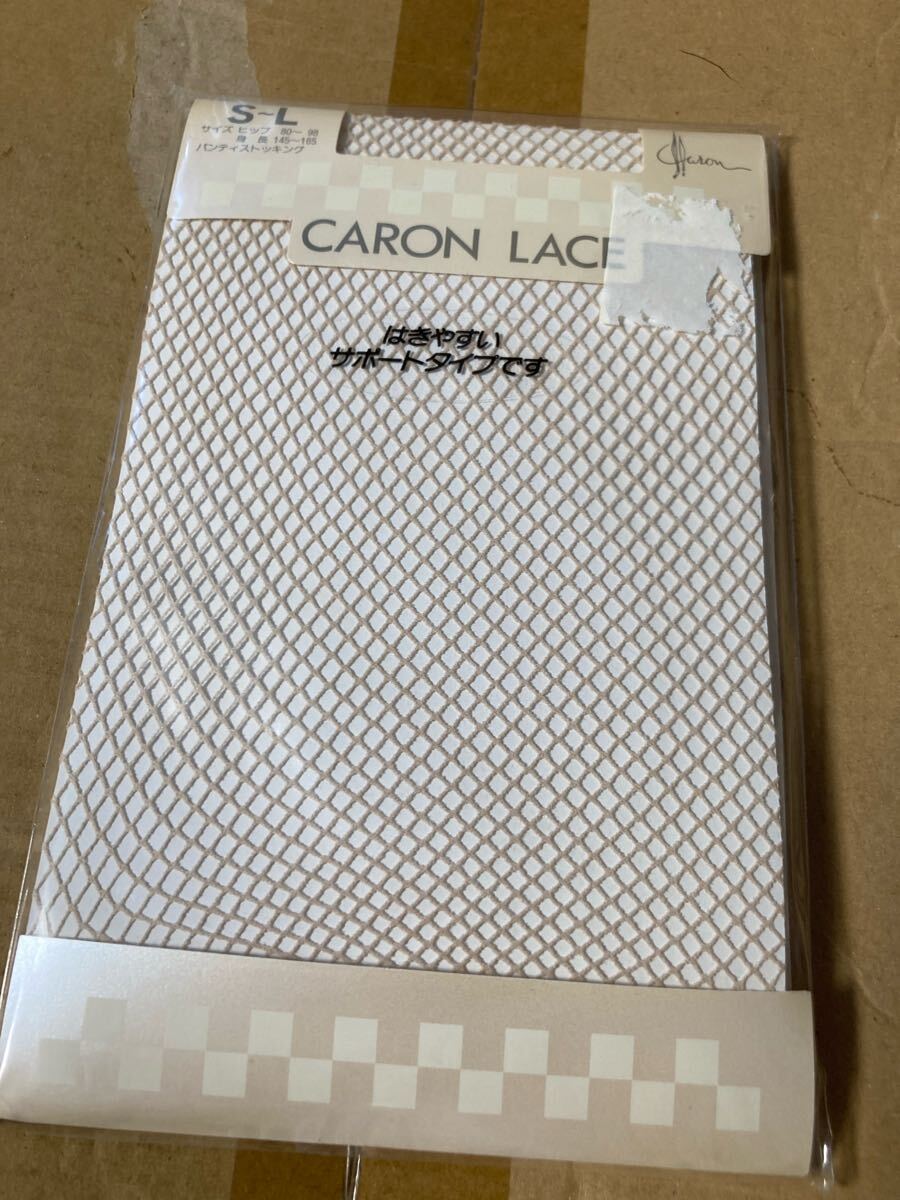 S~L
サイズ ヒップ 80~ 98
身 長 145~165
パンティストッキング
Caron
CARON LACE
はきやすい
サポートタイプです